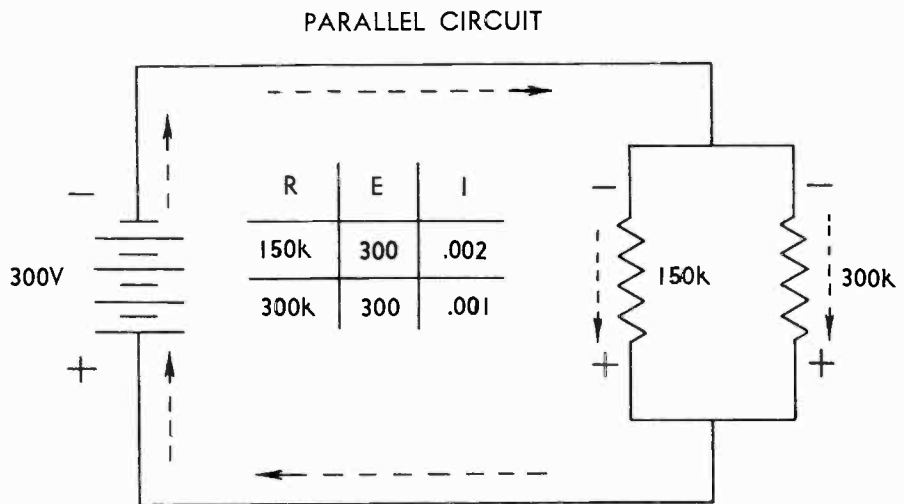 PARALLEL CIRCUIT
R E I
150k 300 .002
300k 300 .001
−
300V
+
−
150k
+
−
300k
+